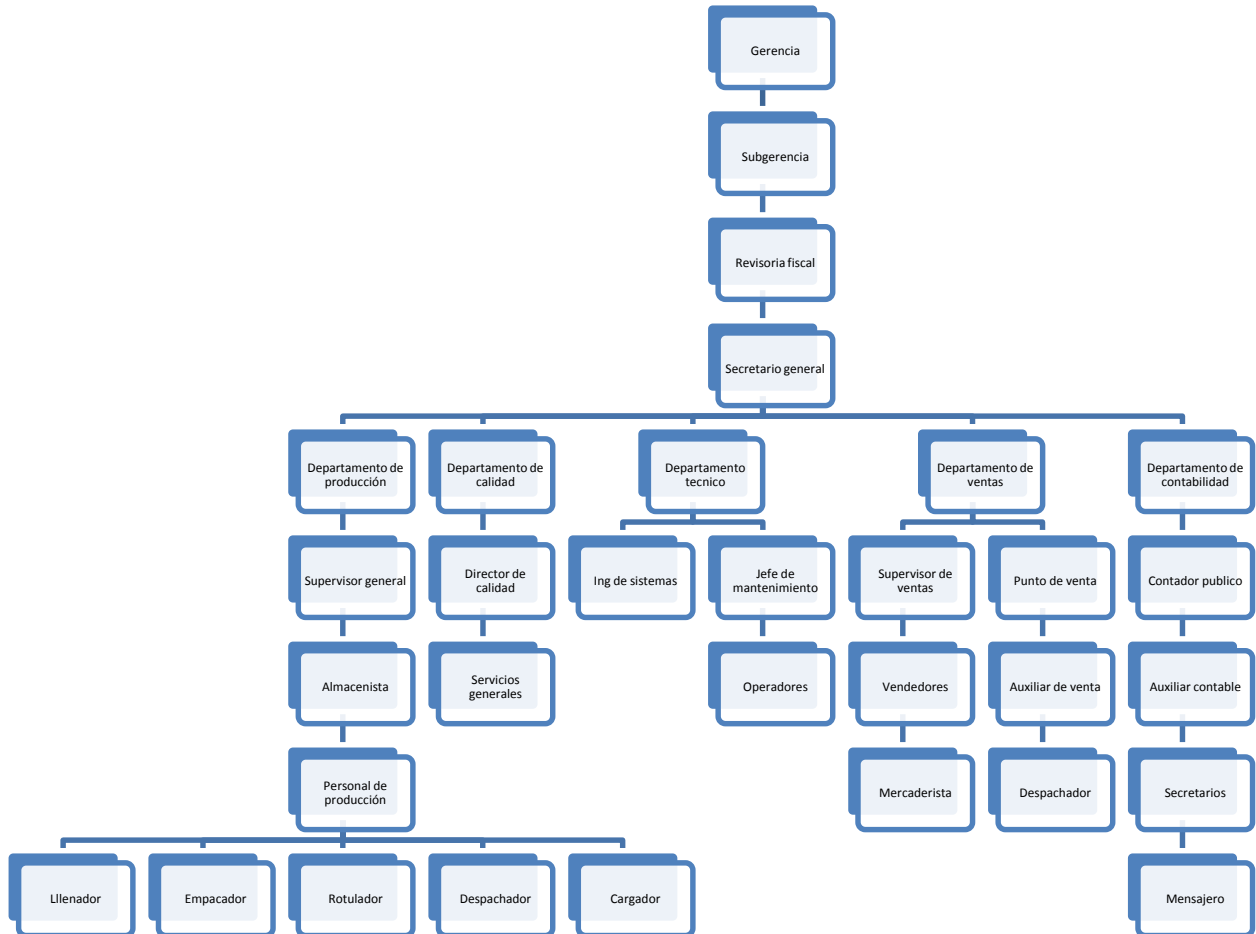 Gerencia
Subgerencia
Revisoria fiscal
Secretario general
Departamento de
producción
Departamento de
calidad
Departamento
tecnico
Departamento de
ventas
Departamento de
contabilidad
Supervisor general
Director de
calidad
Ing de sistemas
Jefe de
mantenimiento
Supervisor de
ventas
Punto de venta
Contador publico
Almacenista
Servicios
generales
Operadores
Vendedores
Auxiliar de venta
Auxiliar contable
Personal de
producción
Mercaderista
Despachador
Secretarios
Lllenador
Empacador
Rotulador
Despachador
Cargador
Mensajero